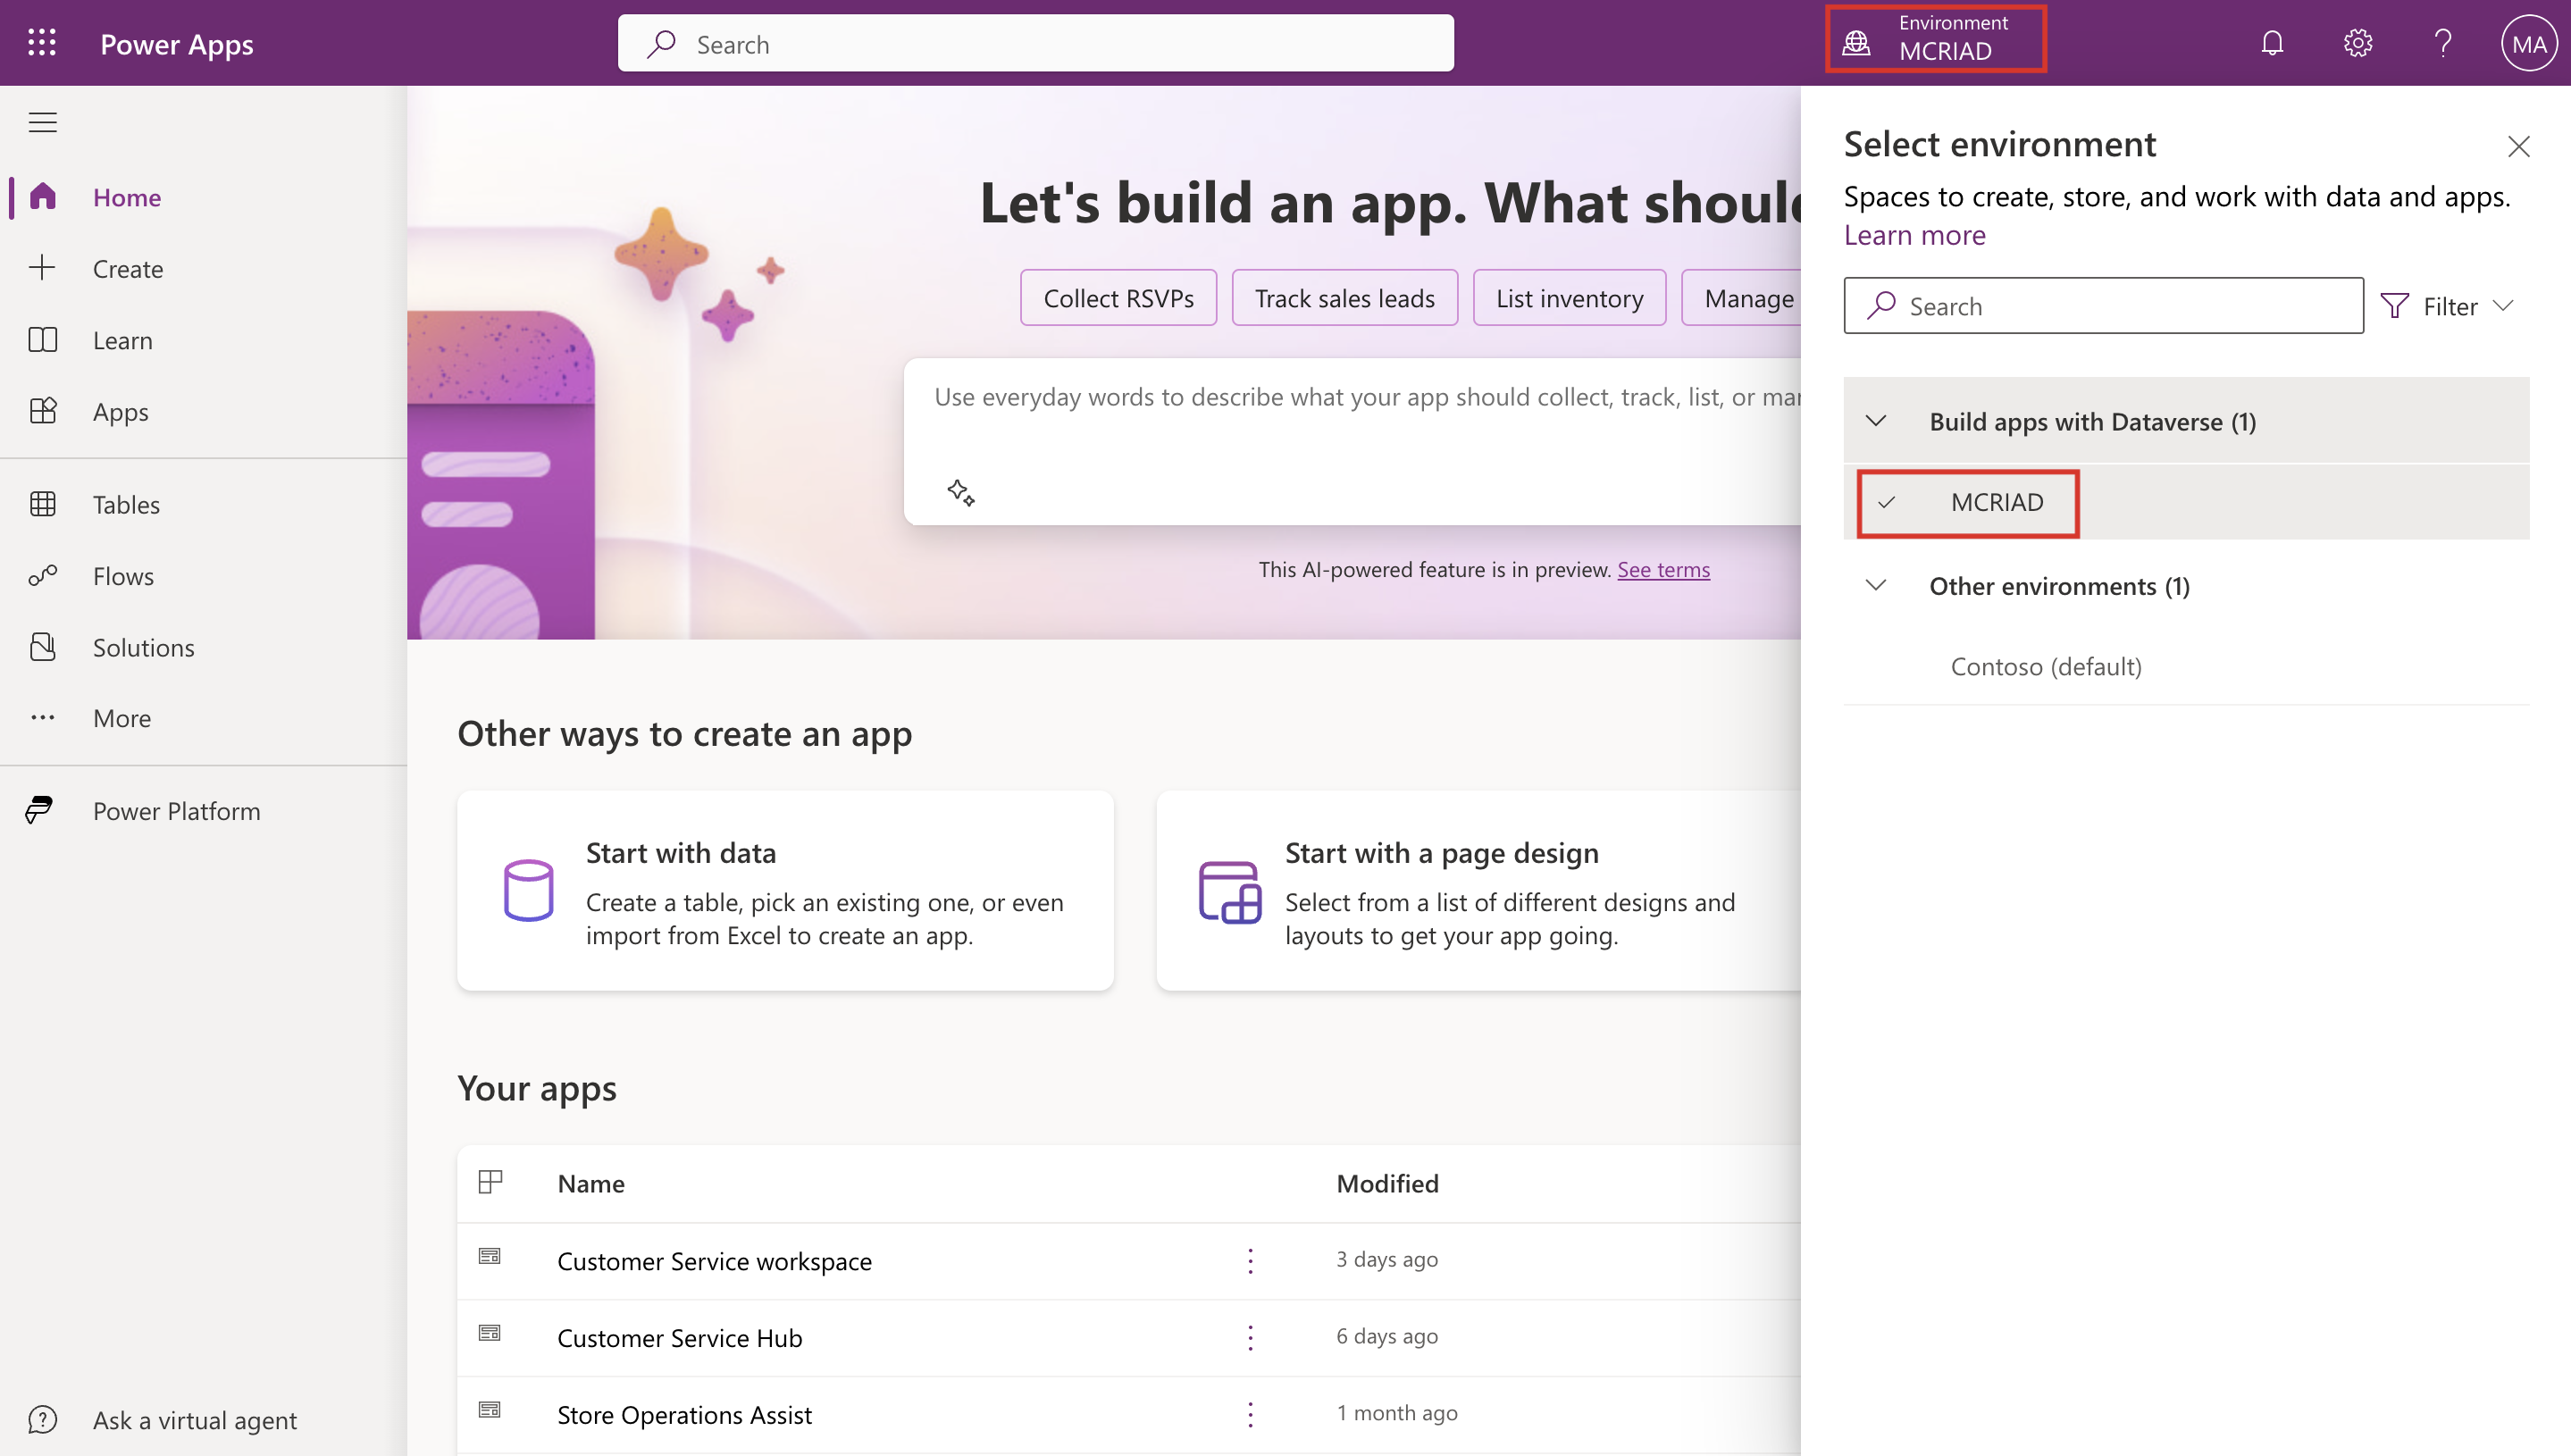 Power Apps
Search
Environment
MCRIAD
MA
Home
Create
Learn
Apps
Tables
Flows
Solutions
More
Power Platform
Ask a virtual agent
Let's build an app. What should
Collect RSVPs
Track sales leads
List inventory
Manage
Use everyday words to describe what your app should collect, track, list, or
This AI-powered feature is in preview. See terms
Other ways to create an app
Start with data
Create a table, pick an existing one, or even
import from Excel to create an app.
Start with a page design
Select from a list of different designs and
layouts to get your app going.
Your apps
Name Modified
Customer Service workspace 3 days ago
Customer Service Hub 6 days ago
Store Operations Assist 1 month ago
Select environment
Spaces to create, store, and work with data and apps.
Learn more
Search
Filter
Build apps with Dataverse (1)
MCRIAD
Other environments (1)
Contoso (default)